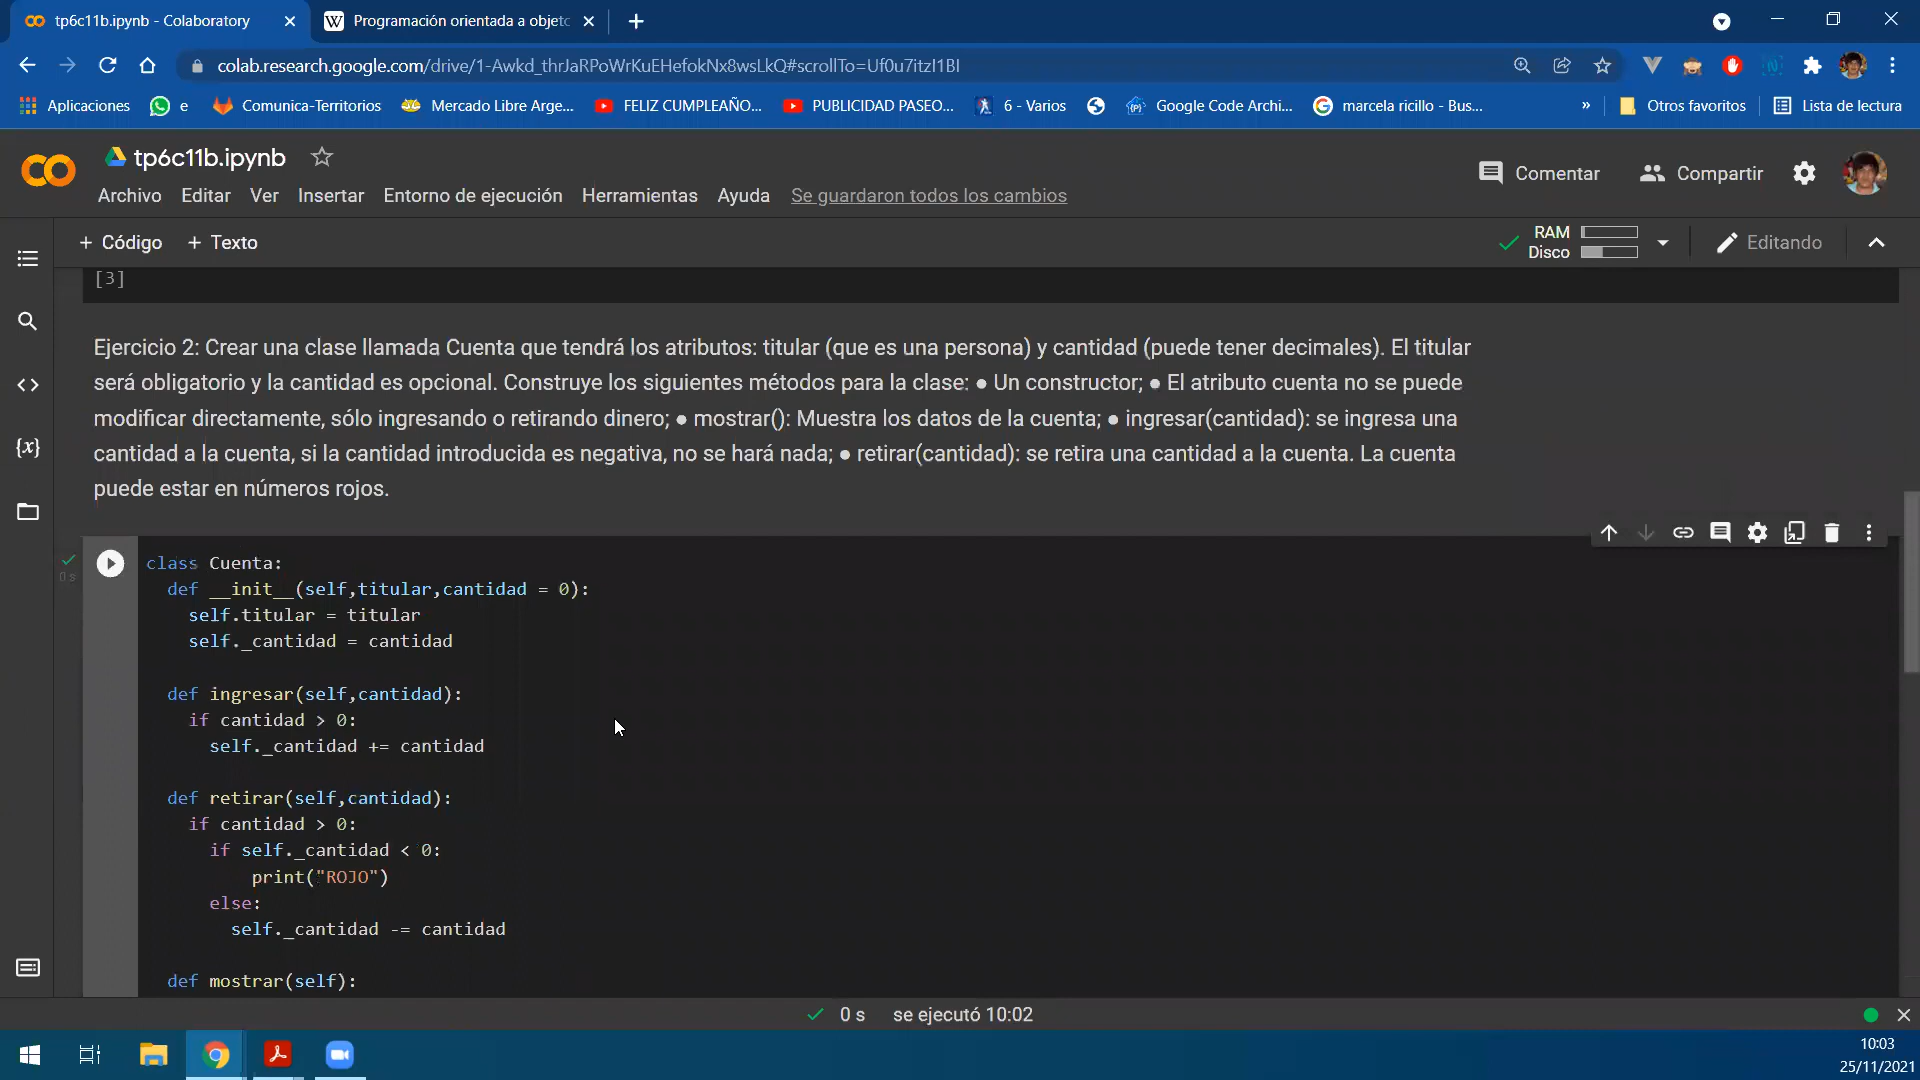 tp6c11b.ipynb - Colaboratory
Programación orientada a objeto
colab.research.google.com/drive/1-Awkd_thrJaRPoWrKuEHefokNx8wsLkQ#scrollTo=Uf0u7itzI1BI
Aplicaciones
e
Comunica-Territorios
Mercado Libre Arge...
FELIZ CUMPLEAÑO...
PUBLICIDAD PASEO...
6 - Varios
Google Code Archi...
marcela ricillo - Bus...
»
Otros favoritos
Lista de lectura
tp6c11b.ipynb
Comentar
Compartir
Archivo Editar Ver Insertar Entorno de ejecución Herramientas Ayuda Se guardaron todos los cambios
+ Código + Texto
RAM
Disco
Editando
[3]
Ejercicio 2: Crear una clase llamada Cuenta que tendrá los atributos: titular (que es una persona) y cantidad (puede tener decimales). El titular
será obligatorio y la cantidad es opcional. Construye los siguientes métodos para la clase: ● Un constructor; ● El atributo cuenta no se puede
modificar directamente, sólo ingresando o retirando dinero; ● mostrar(): Muestra los datos de la cuenta; ● ingresar(cantidad): se ingresa una
cantidad a la cuenta, si la cantidad introducida es negativa, no se hará nada; ● retirar(cantidad): se retira una cantidad a la cuenta. La cuenta
puede estar en números rojos.
0 s
class Cuenta:
def __init__(self,titular,cantidad = 0):
self.titular = titular
self._cantidad = cantidad
def ingresar(self,cantidad):
if cantidad > 0:
self._cantidad += cantidad
def retirar(self,cantidad):
if cantidad > 0:
if self._cantidad < 0:
print("ROJO")
else:
self._cantidad -= cantidad
def mostrar(self):
0 s se ejecutó 10:02
10:03
25/11/2021